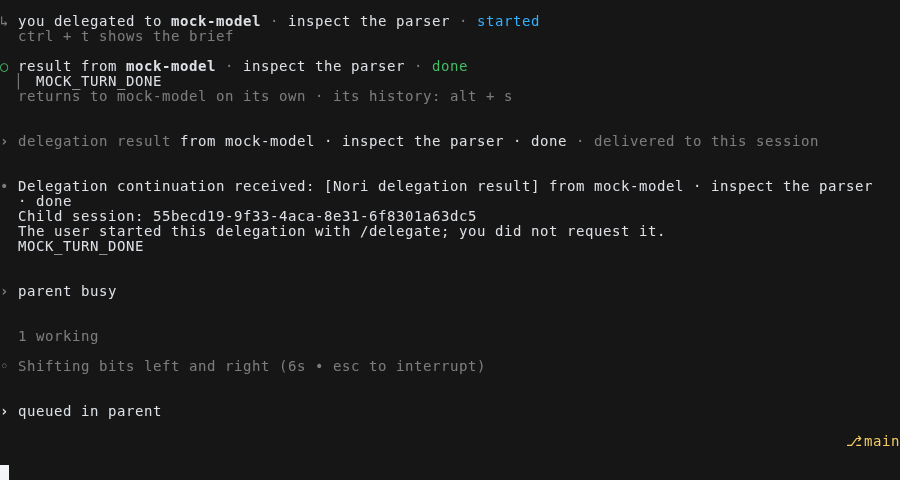 ↳ you delegated to mock-model · inspect the parser · started
ctrl + t shows the brief
○ result from mock-model · inspect the parser · done
│ MOCK_TURN_DONE
returns to mock-model on its own · its history: alt + s
› delegation result from mock-model · inspect the parser · done · delivered to this session
• Delegation continuation received: [Nori delegation result] from mock-model · inspect the parser
· done
Child session: 55becd19-9f33-4aca-8e31-6f8301a63dc5
The user started this delegation with /delegate; you did not request it.
MOCK_TURN_DONE
› parent busy
1 working
◦ Shifting bits left and right (6s • esc to interrupt)
› queued in parent
⎇main